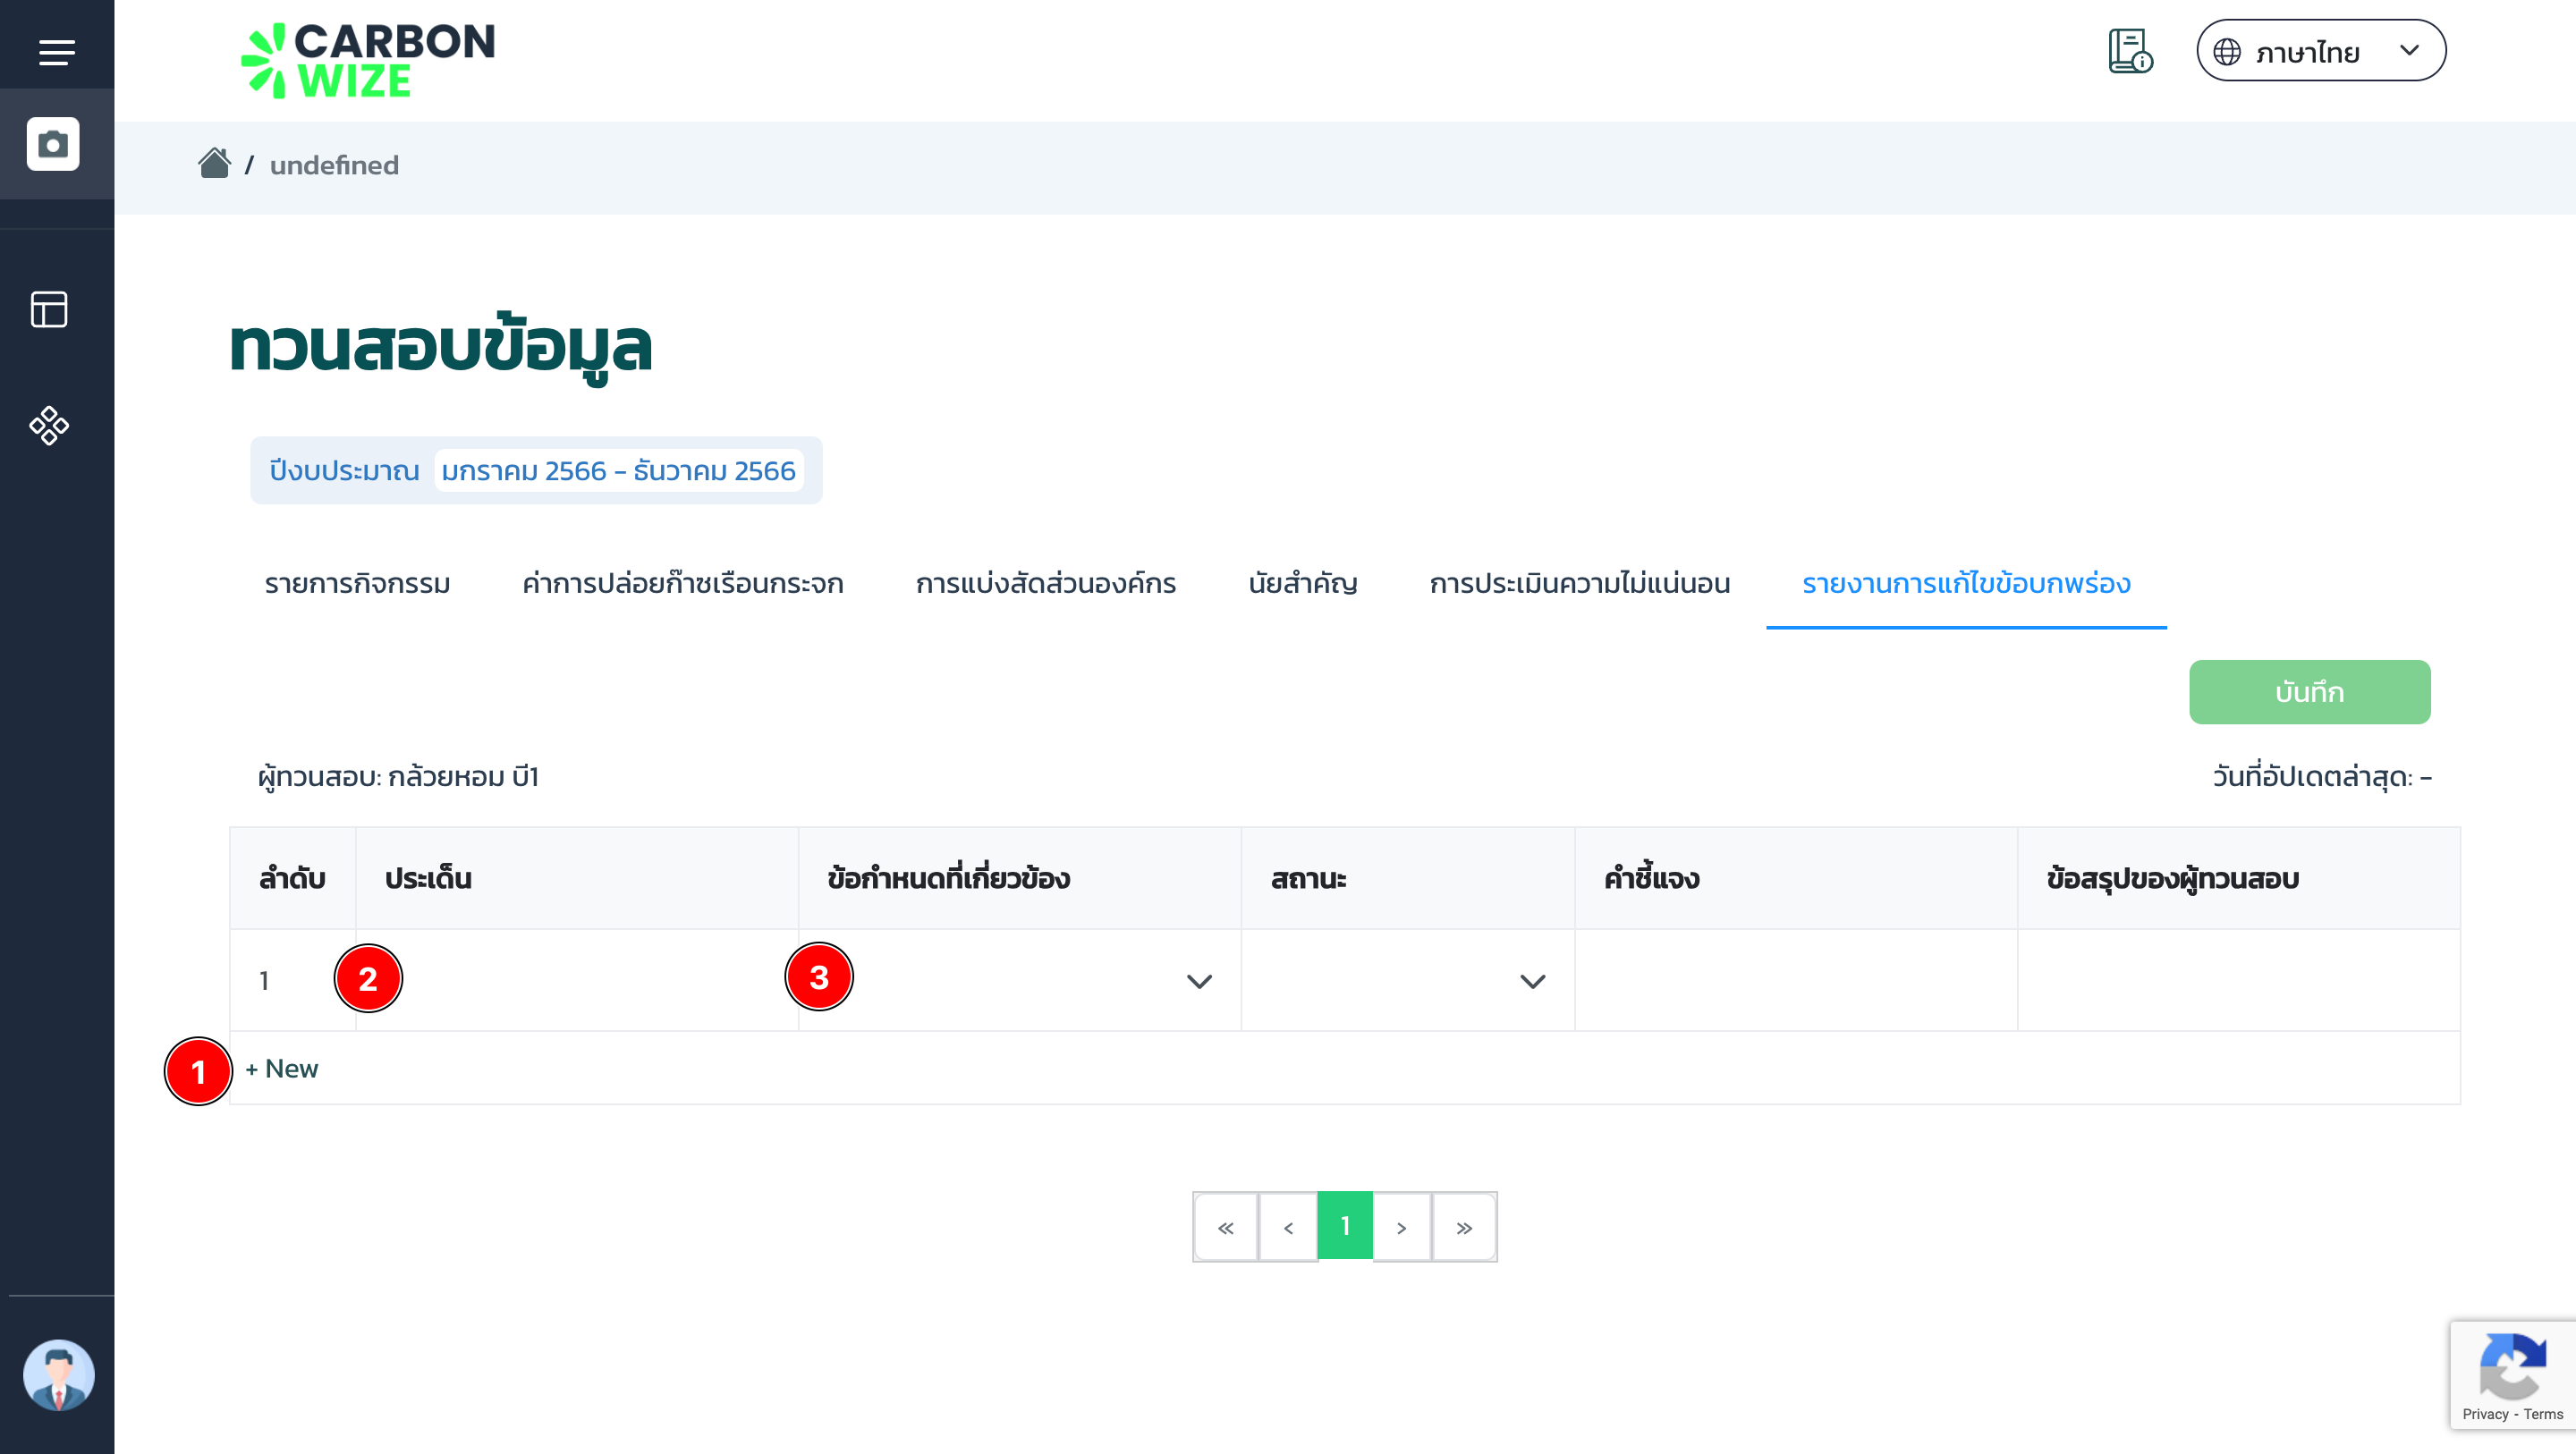 CARBON
WIZE
ภาษาไทย
/ undefined
ทวนสอบข้อมูล
ปีงบประมาณ มกราคม 2566 - ธันวาคม 2566
รายการกิจกรรม ค่าการปล่อยก๊าซเรือนกระจก การแบ่งสัดส่วนองค์กร นัยสำคัญ การประเมินความไม่แน่นอน รายงานการแก้ไขข้อบกพร่อง
บันทึก
ผู้ทวนสอบ: กล้วยหอม บี1 วันที่อัปเดตล่าสุด: -
ลำดับ ประเด็น ข้อกำหนดที่เกี่ยวข้อง สถานะ คำชี้แจง ข้อสรุปของผู้ทวนสอบ
1 2 3
1 + New
« < 1 > »
Privacy - Terms